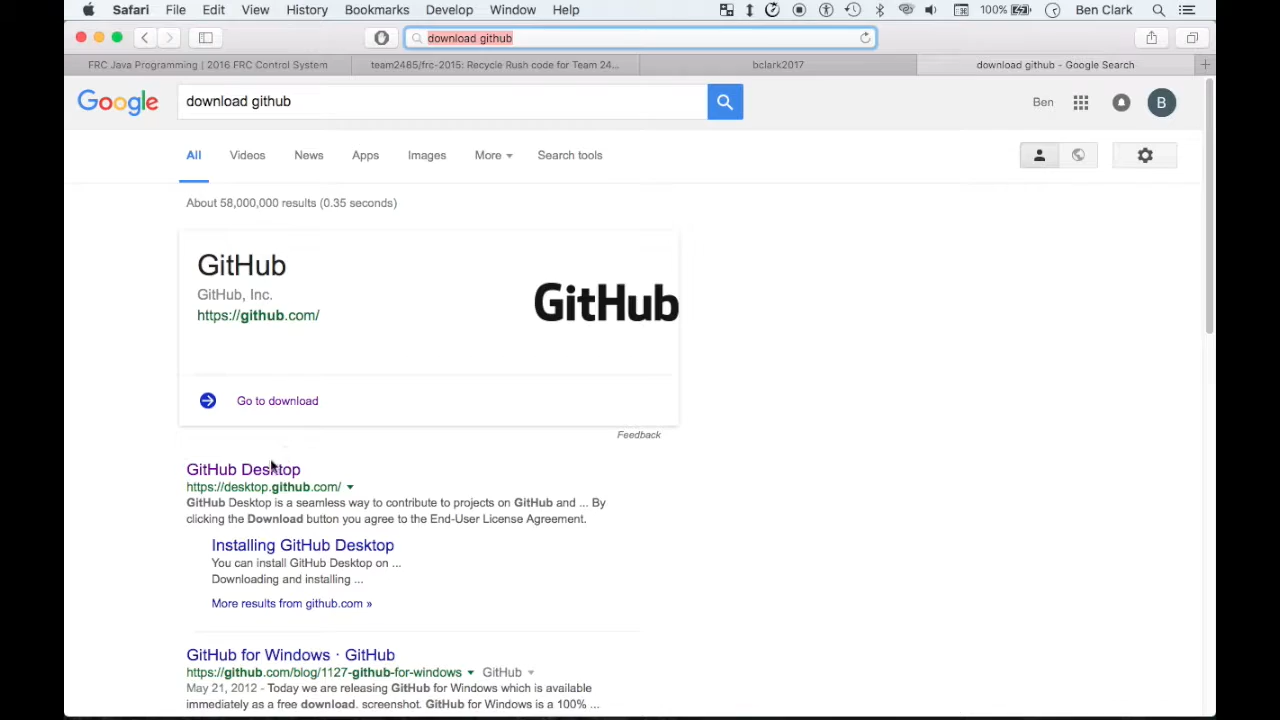 Safari File Edit View History Bookmarks Develop Window Help 100% Ben Clark
download github
FRC Java Programming | 2016 FRC Control System team2485/frc-2015: Recycle Rush code for Team 24... bclark2017 download github - Google Search
Google download github Ben B
All Videos News Apps Images More Search tools
About 58,000,000 results (0.35 seconds)
GitHub
GitHub, Inc.
https://github.com/
GitHub
Go to download
Feedback
GitHub Desktop
https://desktop.github.com/
GitHub Desktop is a seamless way to contribute to projects on GitHub and ... By
clicking the Download button you agree to the End-User License Agreement.
Installing GitHub Desktop
You can install GitHub Desktop on ...
Downloading and installing ...
More results from github.com »
GitHub for Windows · GitHub
https://github.com/blog/1127-github-for-windows GitHub
May 21, 2012 - Today we are releasing GitHub for Windows which is available
immediately as a free download. screenshot. GitHub for Windows is a 100% ...